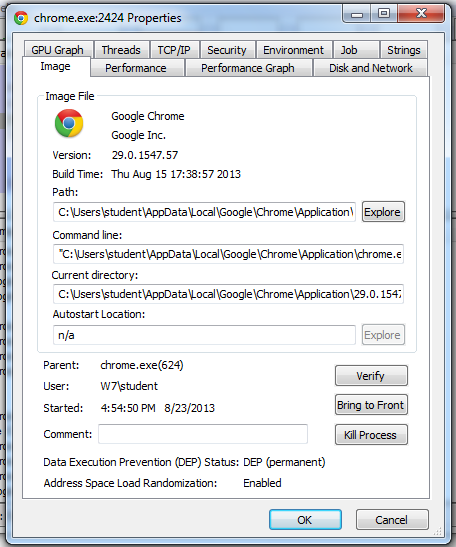 chrome.exe:2424 Properties
GPU Graph Threads TCP/IP Security Environment Job Strings
Image Performance Performance Graph Disk and Network
Image File
Google Chrome
Google Inc.
Version: 29.0.1547.57
Build Time: Thu Aug 15 17:38:57 2013
Path:
C:\Users\student\AppData\Local\Google\Chrome\Application\ Explore
Command line:
"C:\Users\student\AppData\Local\Google\Chrome\Application\chrome.e
Current directory:
C:\Users\student\AppData\Local\Google\Chrome\Application\29.0.1547
Autostart Location:
n/a Explore
Parent: chrome.exe(624)
Verify
User: W7\student
Started: 4:54:50 PM 8/23/2013 Bring to Front
Comment: Kill Process
Data Execution Prevention (DEP) Status: DEP (permanent)
Address Space Load Randomization: Enabled
OK Cancel